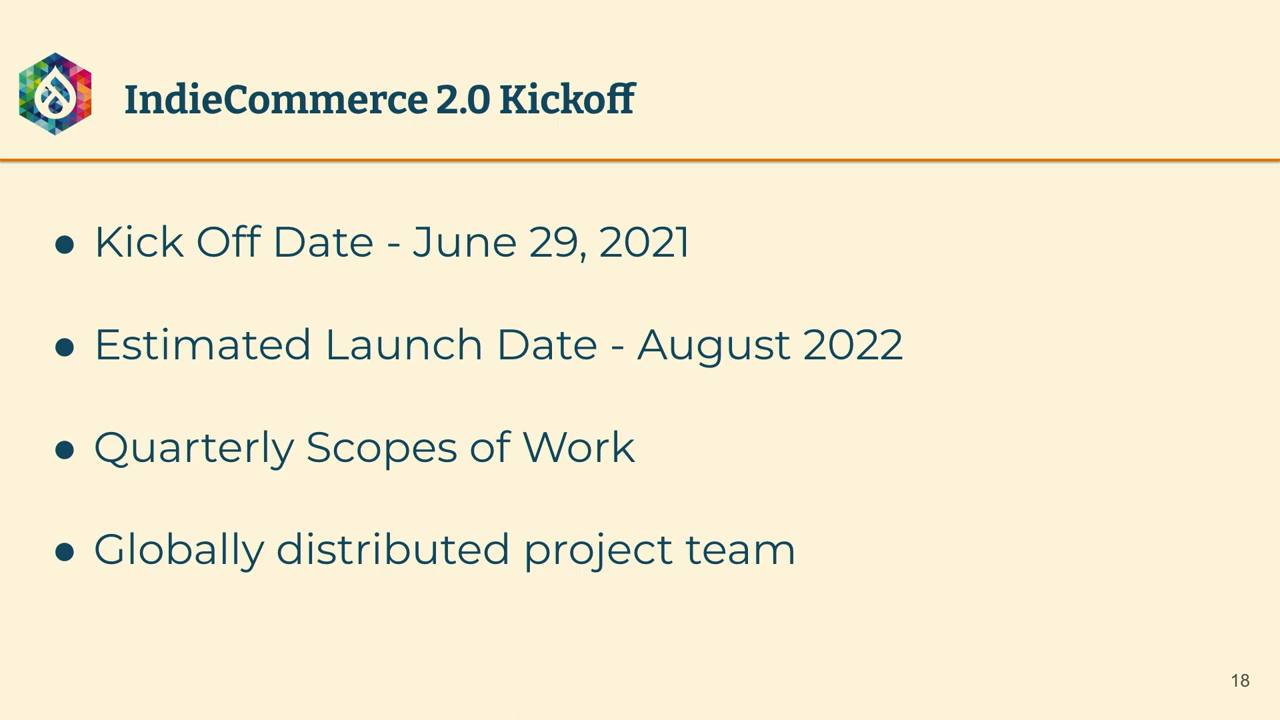 IndieCommerce 2.0 Kickoff
● Kick Off Date - June 29, 2021
● Estimated Launch Date - August 2022
● Quarterly Scopes of Work
● Globally distributed project team
18